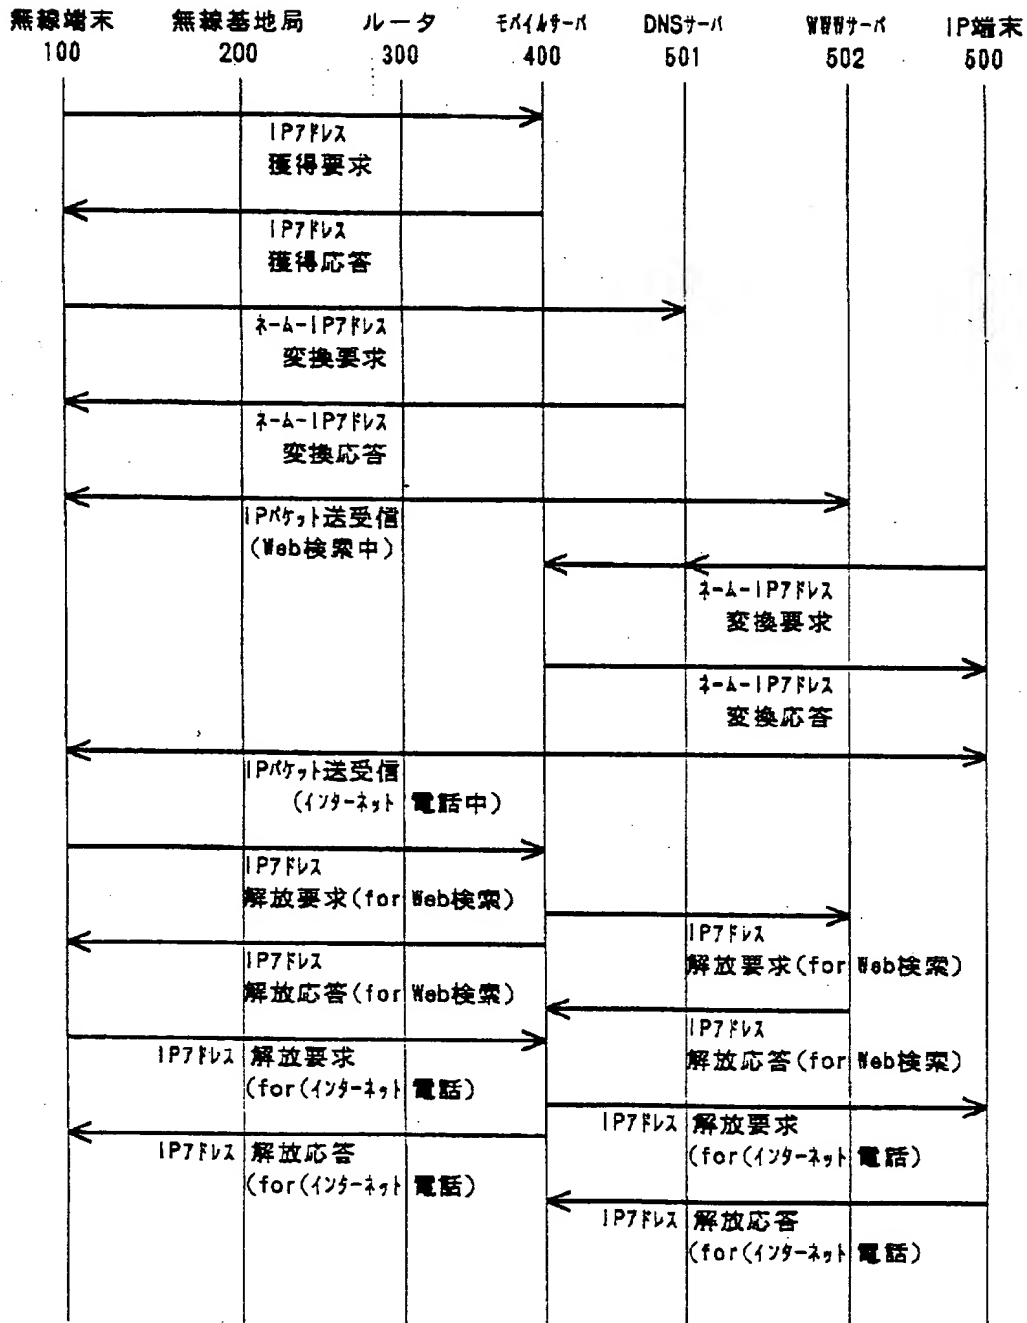 無線端末 無線基地局 ルータ モバイルサーバ DNSサーバ WWWサーバ IP端末
100 200 300 400 501 502 500
IPアドレス
獲得要求
IPアドレス
獲得応答
ネーム-IPアドレス
変換要求
ネーム-IPアドレス
変換応答
IPパケット送受信
(Web検索中)
ネーム-IPアドレス
変換要求
ネーム-IPアドレス
変換応答
IPパケット送受信
(インターネット電話中)
IPアドレス
解放要求(for Web検索)
IPアドレス
解放要求(for Web検索)
IPアドレス
解放応答(for Web検索)
IPアドレス
解放応答(for Web検索)
IPアドレス解放要求
(for(インターネット電話)
IPアドレス解放要求
(for(インターネット電話)
IPアドレス解放応答
(for(インターネット電話)
IPアドレス解放応答
(for(インターネット電話)